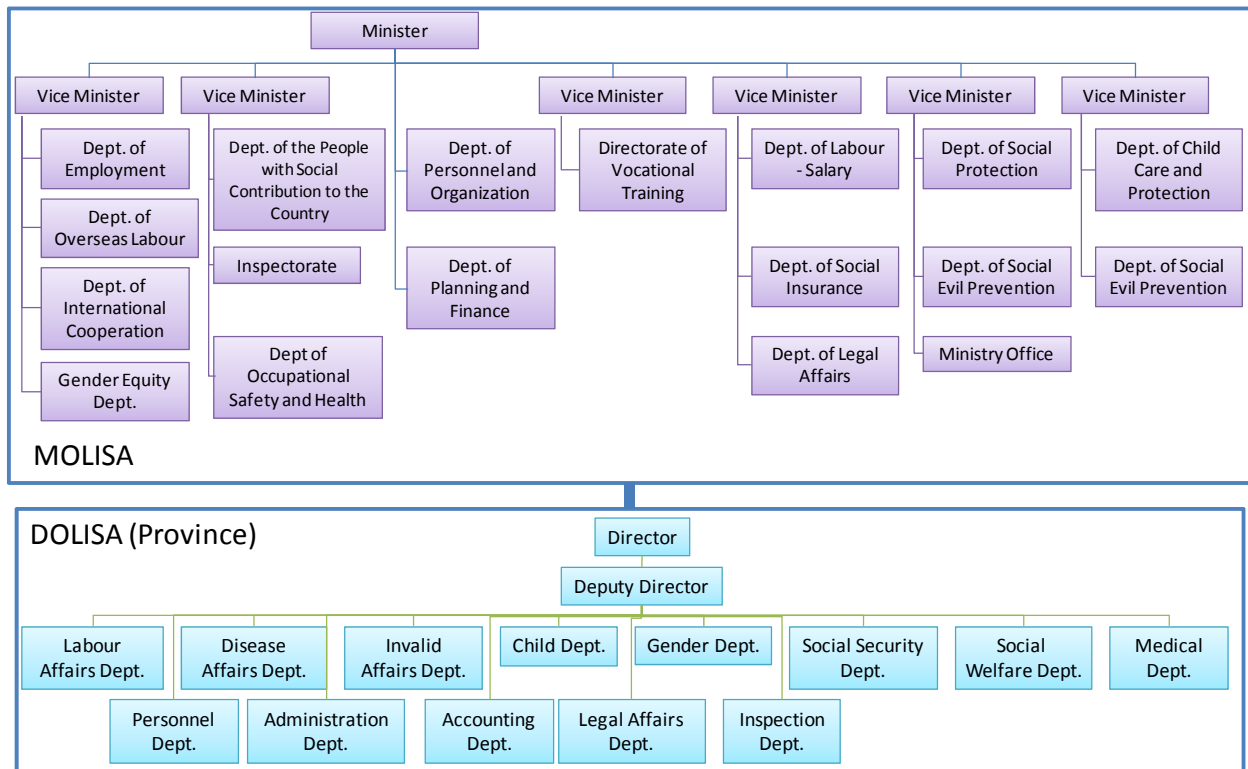 Minister
Vice Minister
Dept. of
Employment
Dept. of
Overseas Labour
Dept. of
International
Cooperation
Gender Equity
Dept.
Vice Minister
Dept. of the People
with Social
Contribution to the
Country
Inspectorate
Dept of
Occupational
Safety and Health
Dept. of
Personnel and
Organization
Dept. of
Planning and
Finance
Vice Minister
Directorate of
Vocational
Training
Vice Minister
Dept. of Labour
- Salary
Dept. of Social
Insurance
Dept. of Legal
Affairs
Vice Minister
Dept. of Social
Protection
Dept. of Social
Evil Prevention
Ministry Office
Vice Minister
Dept. of Child
Care and
Protection
Dept. of Social
Evil Prevention
MOLISA
DOLISA (Province)
Director
Deputy Director
Labour
Affairs Dept.
Disease
Affairs Dept.
Invalid
Affairs Dept.
Child Dept.
Gender Dept.
Social Security
Dept.
Social
Welfare Dept.
Medical
Dept.
Personnel
Dept.
Administration
Dept.
Accounting
Dept.
Legal Affairs
Dept.
Inspection
Dept.